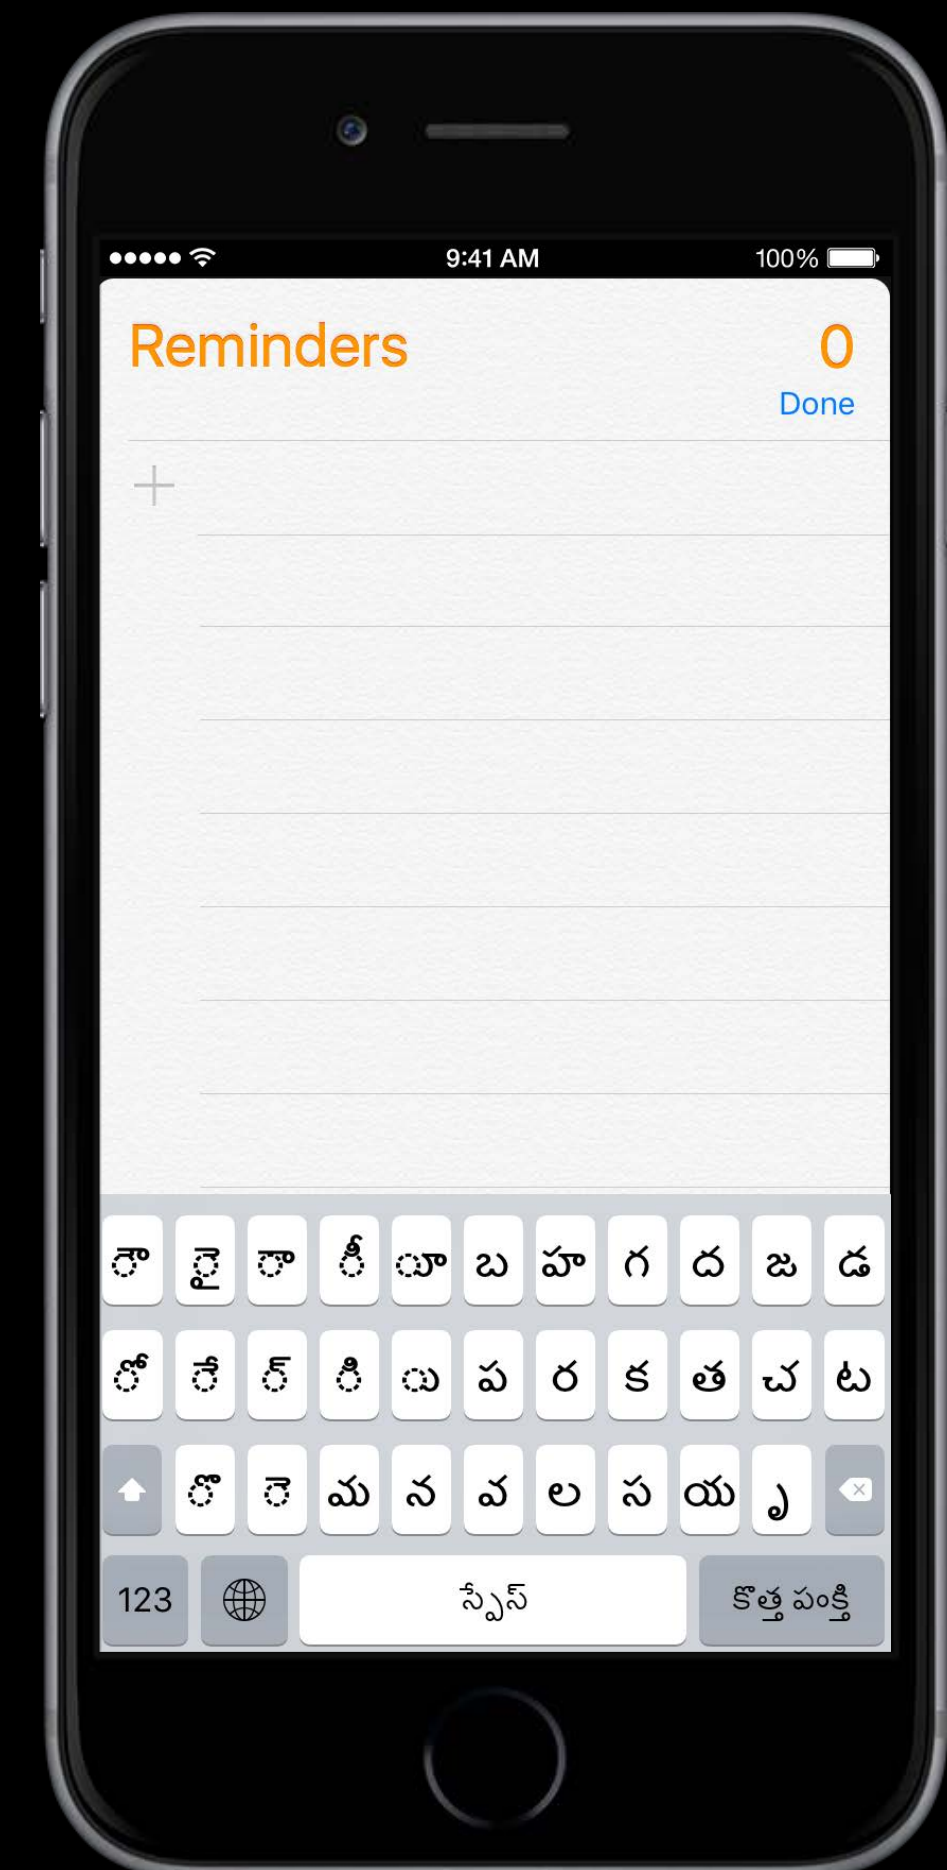 9:41 AM 100%
Reminders 0
Done
ౌ ై ా ీ ూ బ హ గ ద జ డ
ో ే ్ ి ు ప ర క త చ ట
ొ ె మ న వ ల స య ృ
123 స్పేస్ కొత్త పంక్తి